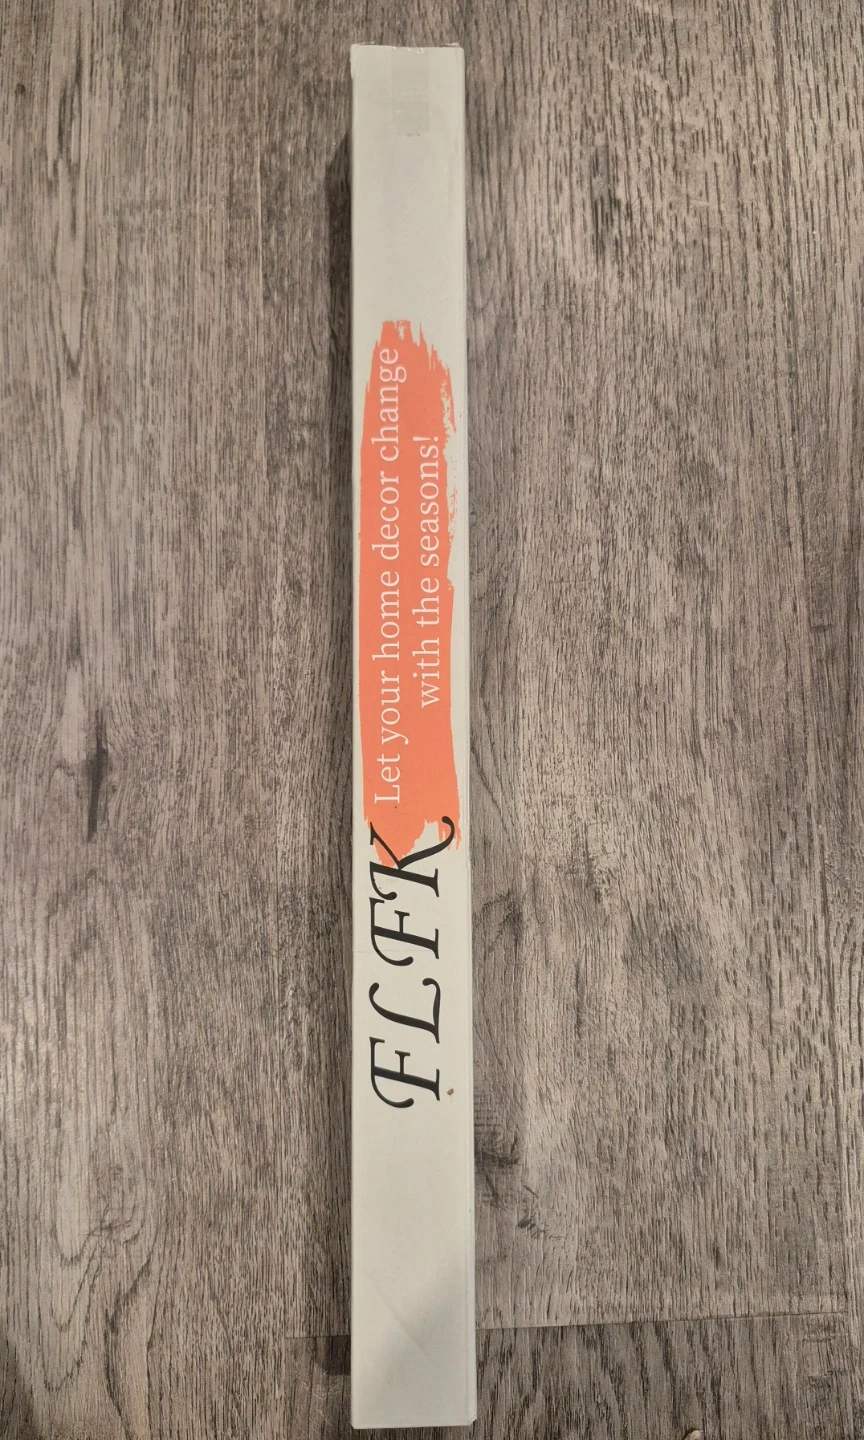 FLFK
Let your home decor change
with the seasons!